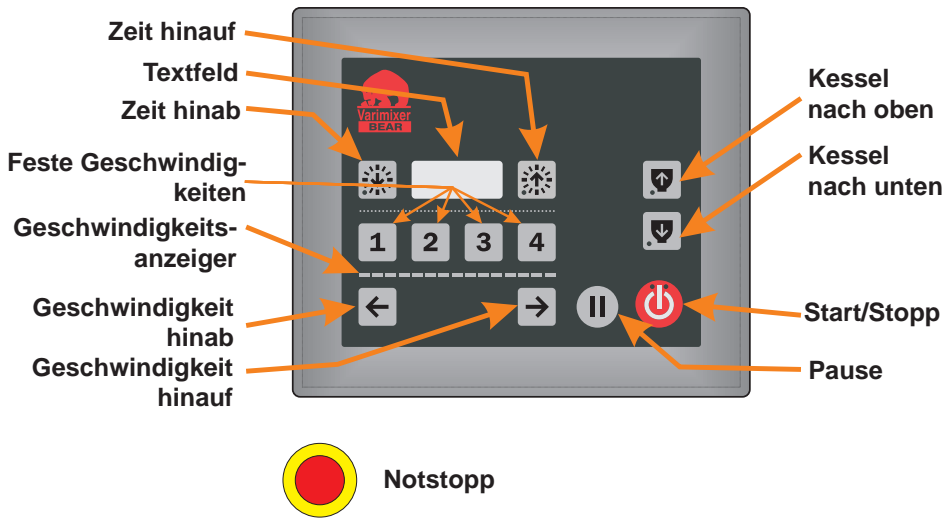 Zeit hinauf
Textfeld
Zeit hinab
Feste Geschwindig-
keiten
Geschwindigkeits-
anzeiger
Geschwindigkeit
hinab
Geschwindigkeit
hinauf
Varimixer
BEAR
1 2 3 4
Kessel
nach oben
Kessel
nach unten
Start/Stopp
Pause
Notstopp